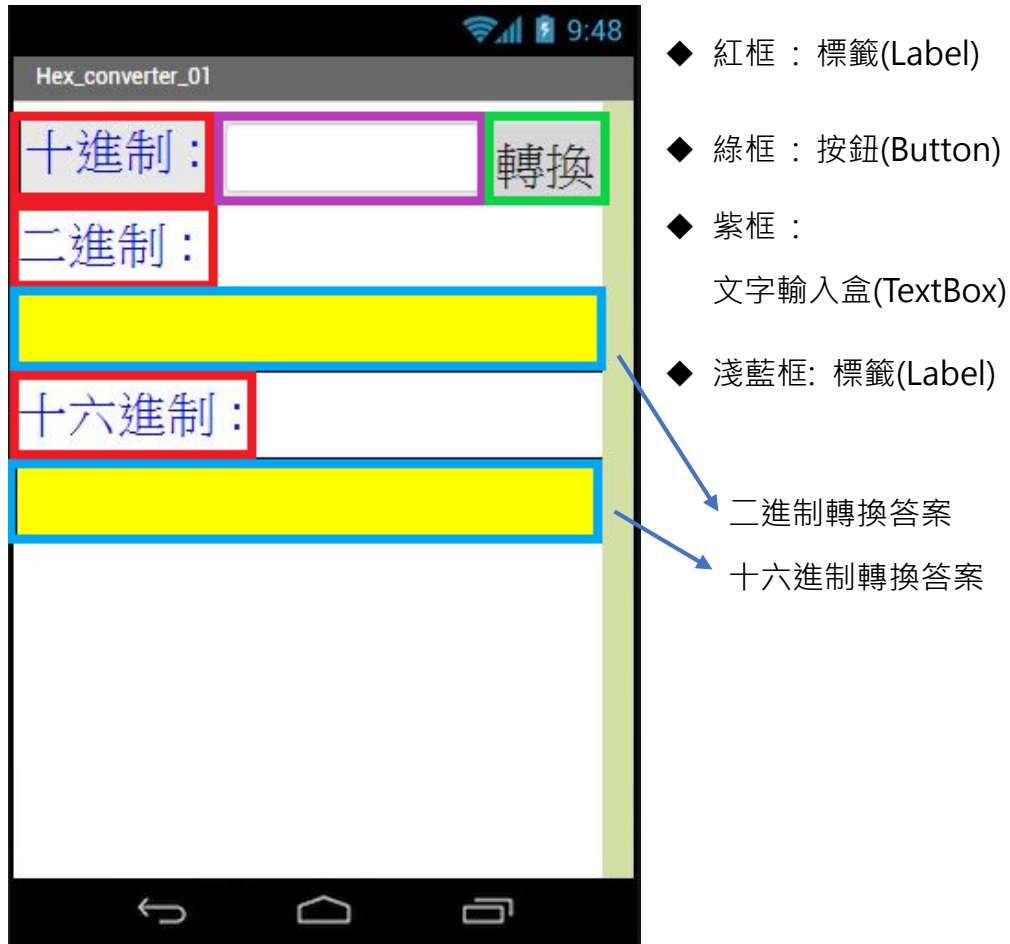 9:48
Hex_converter_01
十進制：
轉換
二進制：
十六進制：
◆ 紅框 : 標籤(Label)
◆ 綠框 : 按鈕(Button)
◆ 紫框 :
文字輸入盒(TextBox)
◆ 淺藍框: 標籤(Label)
二進制轉換答案
十六進制轉換答案